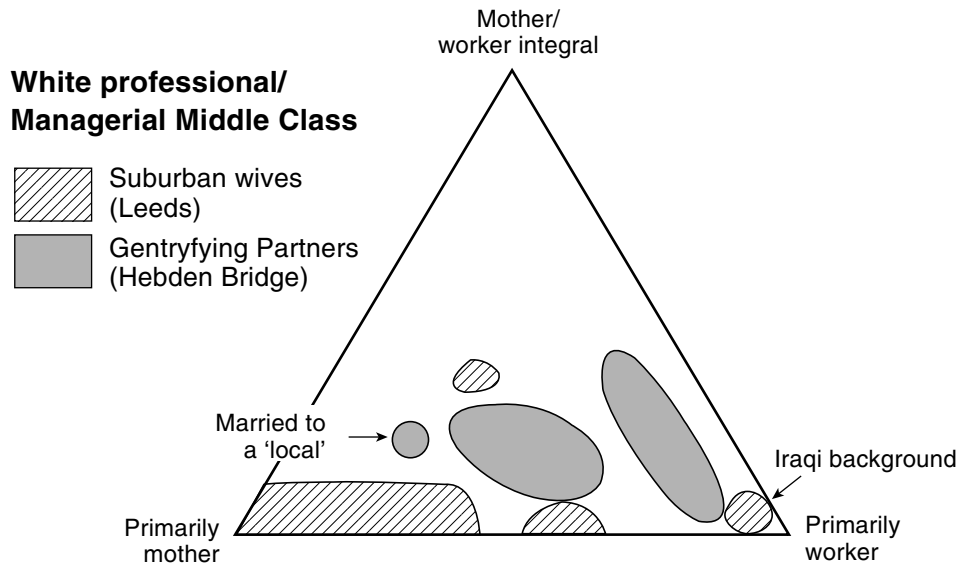 Mother/
worker integral
White professional/
Managerial Middle Class
Suburban wives
(Leeds)
Gentryfying Partners
(Hebden Bridge)
Married to
a ‘local’
Iraqi background
Primarily
mother
Primarily
worker